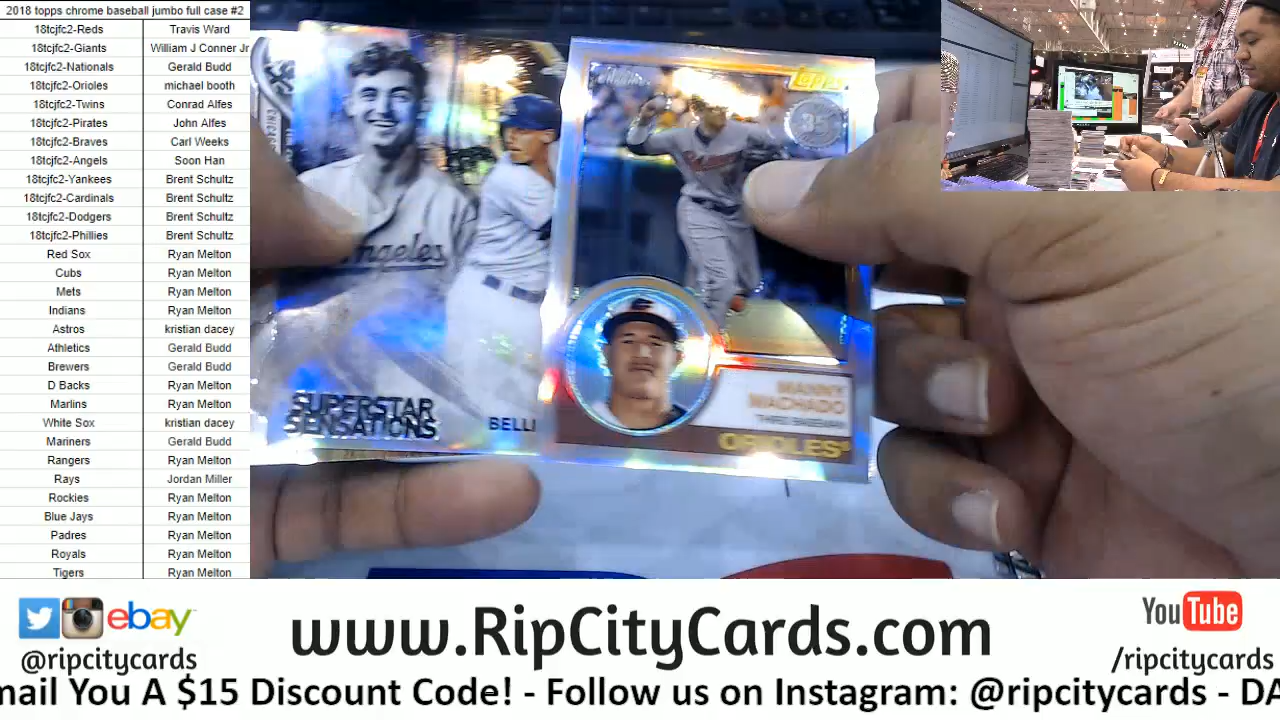 2018 topps chrome baseball jumbo full case #2
18tcjfc2-Reds Travis Ward
18tcjfc2-Giants William J Conner Jr
18tcjfc2-Nationals Gerald Budd
18tcjfc2-Orioles michael booth
18tcjfc2-Twins Conrad Alfes
18tcjfc2-Pirates John Alfes
18tcjfc2-Braves Carl Weeks
18tcjfc2-Angels Soon Han
18tcjfc2-Yankees Brent Schultz
18tcjfc2-Cardinals Brent Schultz
18tcjfc2-Dodgers Brent Schultz
18tcjfc2-Phillies Brent Schultz
Red Sox Ryan Melton
Cubs Ryan Melton
Mets Ryan Melton
Indians Ryan Melton
Astros kristian dacey
Athletics Gerald Budd
Brewers Gerald Budd
D Backs Ryan Melton
Marlins Ryan Melton
White Sox kristian dacey
Mariners Gerald Budd
Rangers Ryan Melton
Rays Jordan Miller
Rockies Ryan Melton
Blue Jays Ryan Melton
Padres Ryan Melton
Royals Ryan Melton
Tigers Ryan Melton
TOPPS
ngeles
SUPERSTAR
SENSATIONS
BELLI
MANNY
MACHADO
THIRD BASEMAN
ORIOLES
ebay
@ripcitycards
www.RipCityCards.com
YouTube
/ripcitycards
mail You A $15 Discount Code! - Follow us on Instagram: @ripcitycards - DA